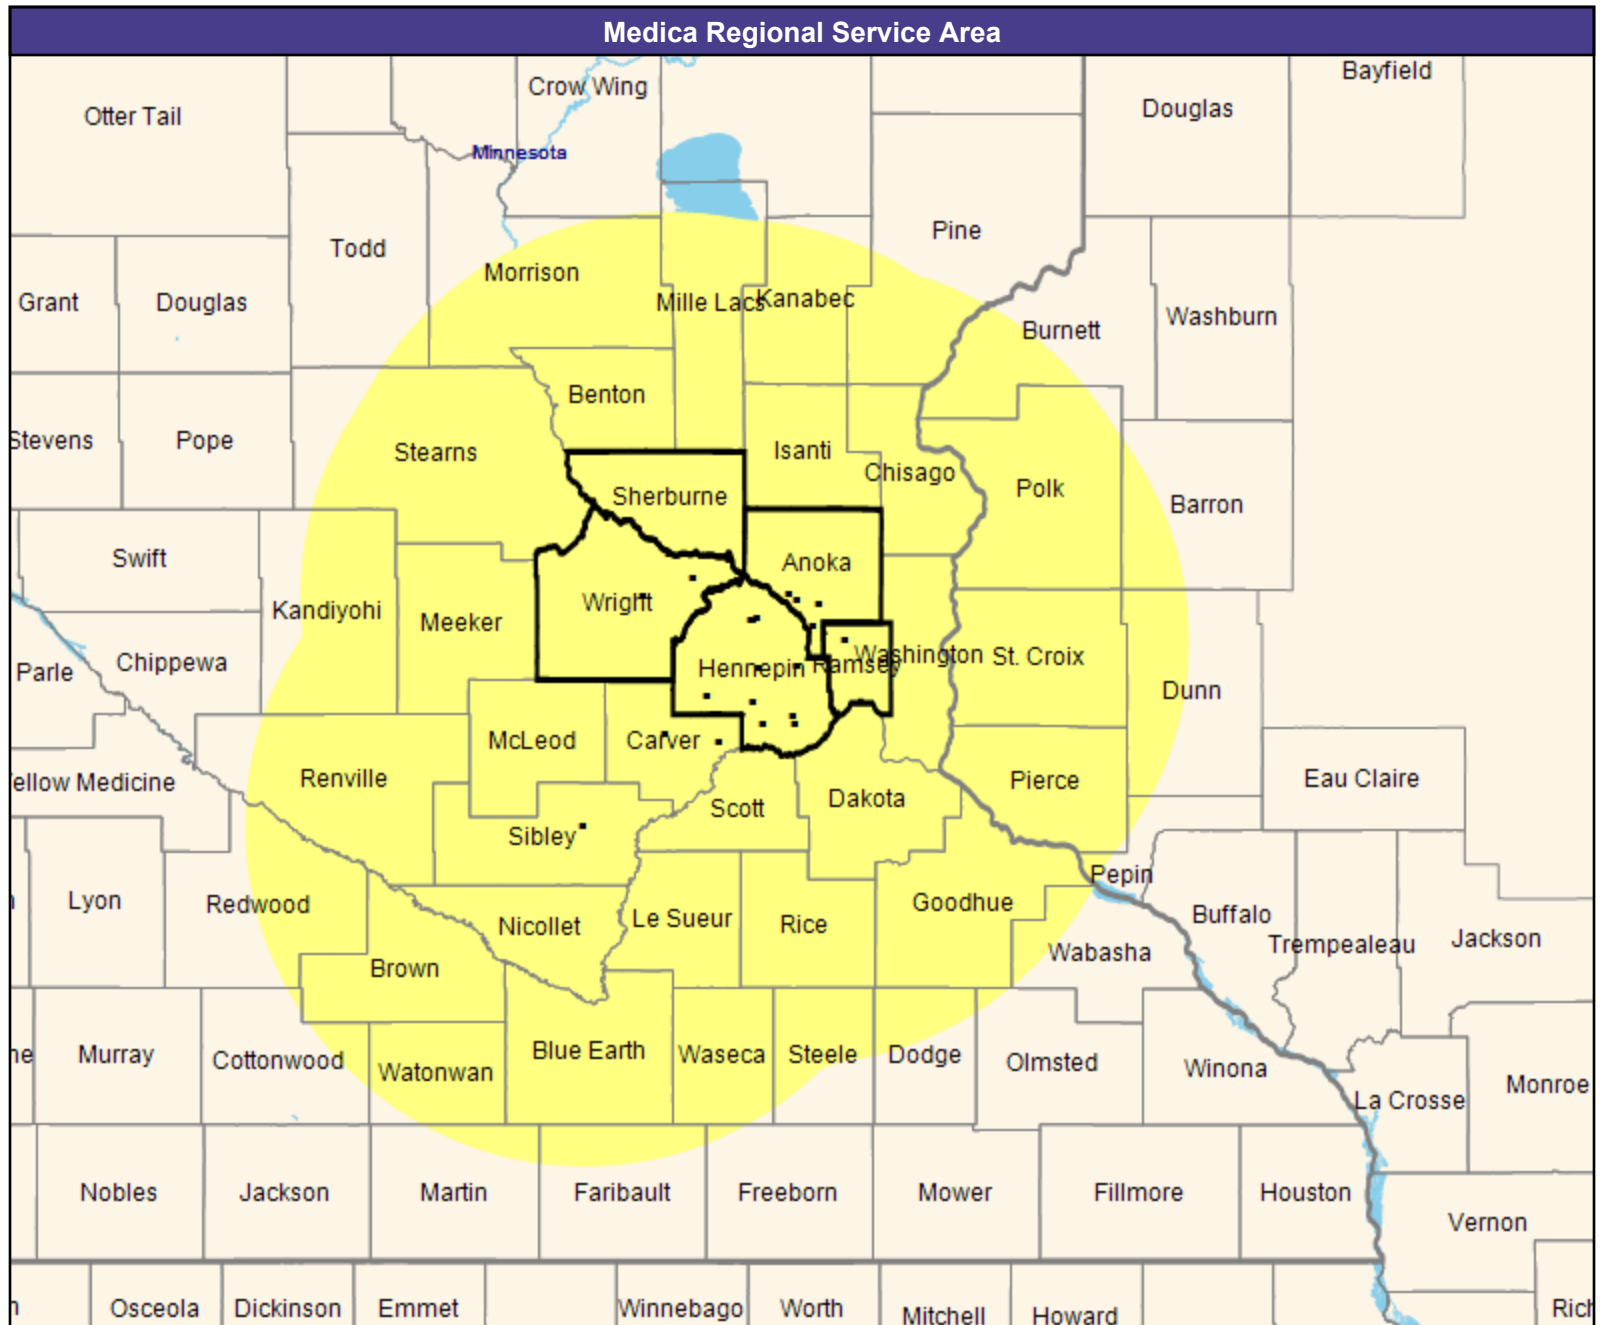 Medica Regional Service Area
Bayfield
Crow Wing
Douglas
Otter Tail
Minnesota
Pine
Todd
Morrison
Mille Lacs
Kanabec
Grant
Douglas
Washburn
Burnett
Benton
Stevens
Pope
Stearns
Isanti
Chisago
Polk
Sherburne
Barron
Swift
Anoka
Kandiyohi
Wright
Meeker
Parle
Chippewa
Hennepin
Ramsey
Washington
St. Croix
Dunn
McLeod
Carver
ellow Medicine
Renville
Scott
Dakota
Pierce
Eau Claire
Sibley
Pepin
Lyon
Redwood
Nicollet
Le Sueur
Rice
Goodhue
Buffalo
Trempealeau
Jackson
Wabasha
Brown
ne
Murray
Cottonwood
Watonwan
Blue Earth
Waseca
Steele
Dodge
Olmsted
Winona
La Crosse
Monroe
Nobles
Jackson
Martin
Faribault
Freeborn
Mower
Fillmore
Houston
Vernon
n
Osceola
Dickinson
Emmet
Winnebago
Worth
Mitchell
Howard
Rich